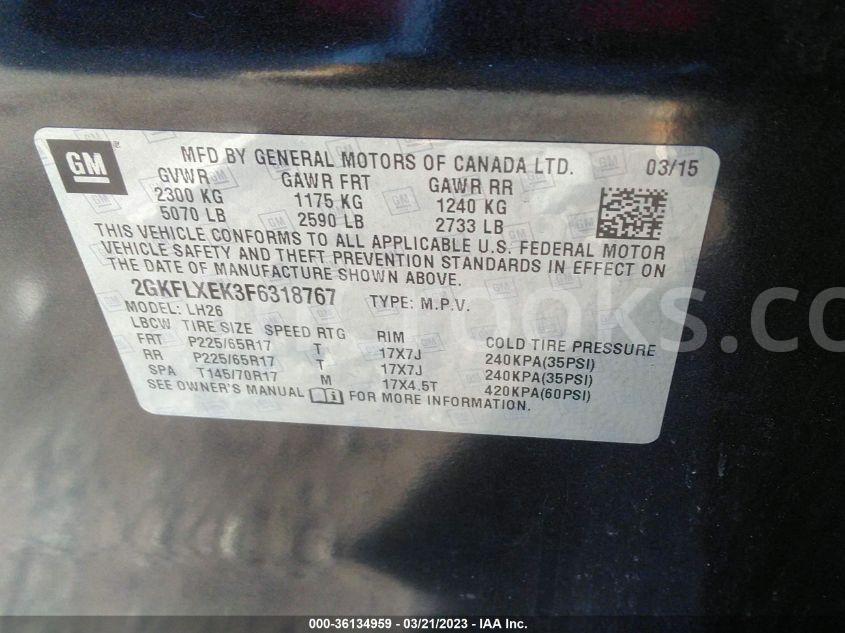 GM
MFD BY GENERAL MOTORS OF CANADA LTD. 03/15
GVWR GAWR FRT GAWR RR
2300 KG 1175 KG 1240 KG
5070 LB 2590 LB 2733 LB
THIS VEHICLE CONFORMS TO ALL APPLICABLE U.S. FEDERAL MOTOR
VEHICLE SAFETY AND THEFT PREVENTION STANDARDS IN EFFECT ON
THE DATE OF MANUFACTURE SHOWN ABOVE.
2GKFLXEK3F6318767 TYPE: M.P.V.
MODEL: LH26
LBCW TIRE SIZE SPEED RTG RIM COLD TIRE PRESSURE
FRT P225/65R17 T 17X7J 240KPA(35PSI)
RR P225/65R17 T 17X7J 240KPA(35PSI)
SPA T145/70R17 M 17X4.5T 420KPA(60PSI)
SEE OWNER'S MANUAL FOR MORE INFORMATION.
000-36134959 / 03/21/2023 - IAA Inc.